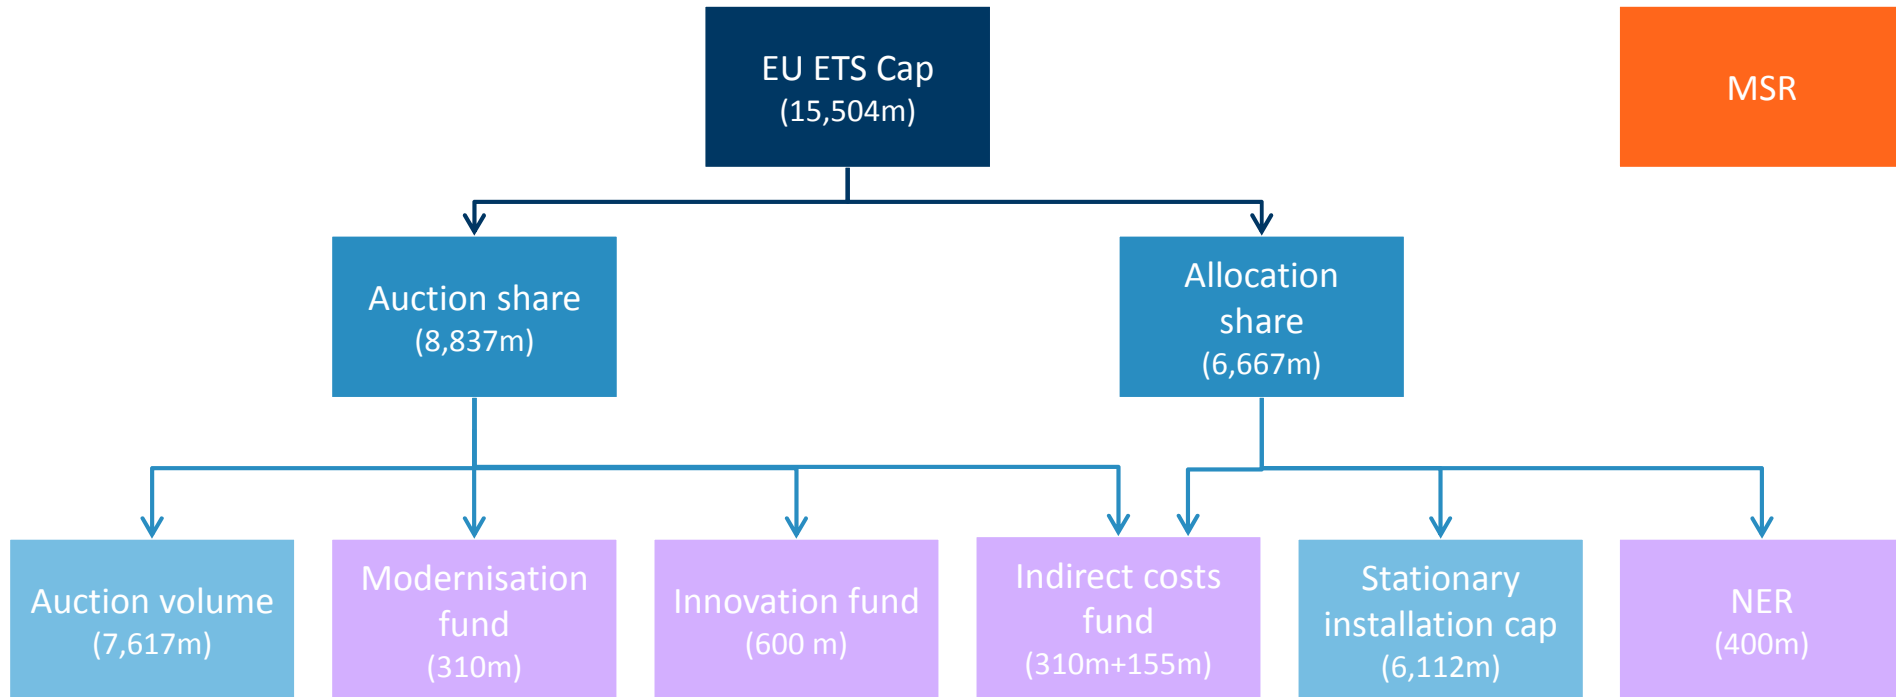 EU ETS Cap
(15,504m)
MSR
Auction share
(8,837m)
Allocation
share
(6,667m)
Auction volume
(7,617m)
Modernisation
fund
(310m)
Innovation fund
(600 m)
Indirect costs
fund
(310m+155m)
Stationary
installation cap
(6,112m)
NER
(400m)